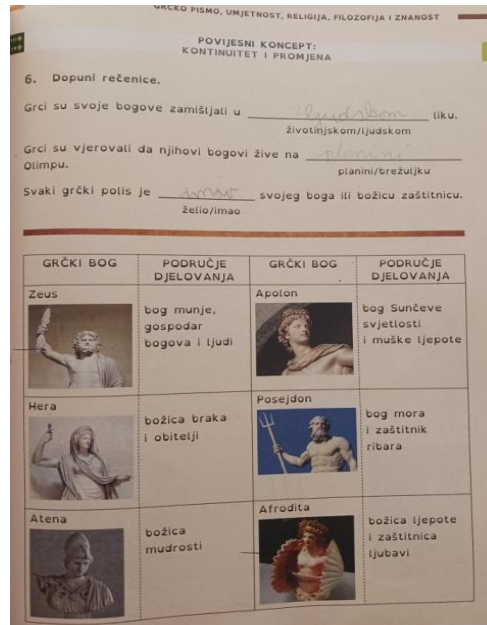 GRČKO PISMO, UMJETNOST, RELIGIJA, FILOZOFIJA I ZNANOST
POVIJESNI KONCEPT:
KONTINUITET I PROMJENA
6. Dopuni rečenice.
Grci su svoje bogove zamišljali u ljudskom liku.
životinjskom/ljudskom
Grci su vjerovali da njihovi bogovi žive na planini
planini/brežuljku
Olimpu.
Svaki grčki polis je imao svojeg boga ili božicu zaštitnicu.
želio/imao
GRČKI BOG
PODRUČJE
DJELOVANJA
GRČKI BOG
PODRUČJE
DJELOVANJA
Zeus
bog munje,
gospodar
bogova i ljudi
Apolon
bog Sunčeve
svjetlosti
i muške ljepote
Hera
božica braka
i obitelji
Posejdon
bog mora
i zaštitnik
ribara
Atena
božica
mudrosti
Afrodita
božica ljepote
i zaštitnica
ljubavi